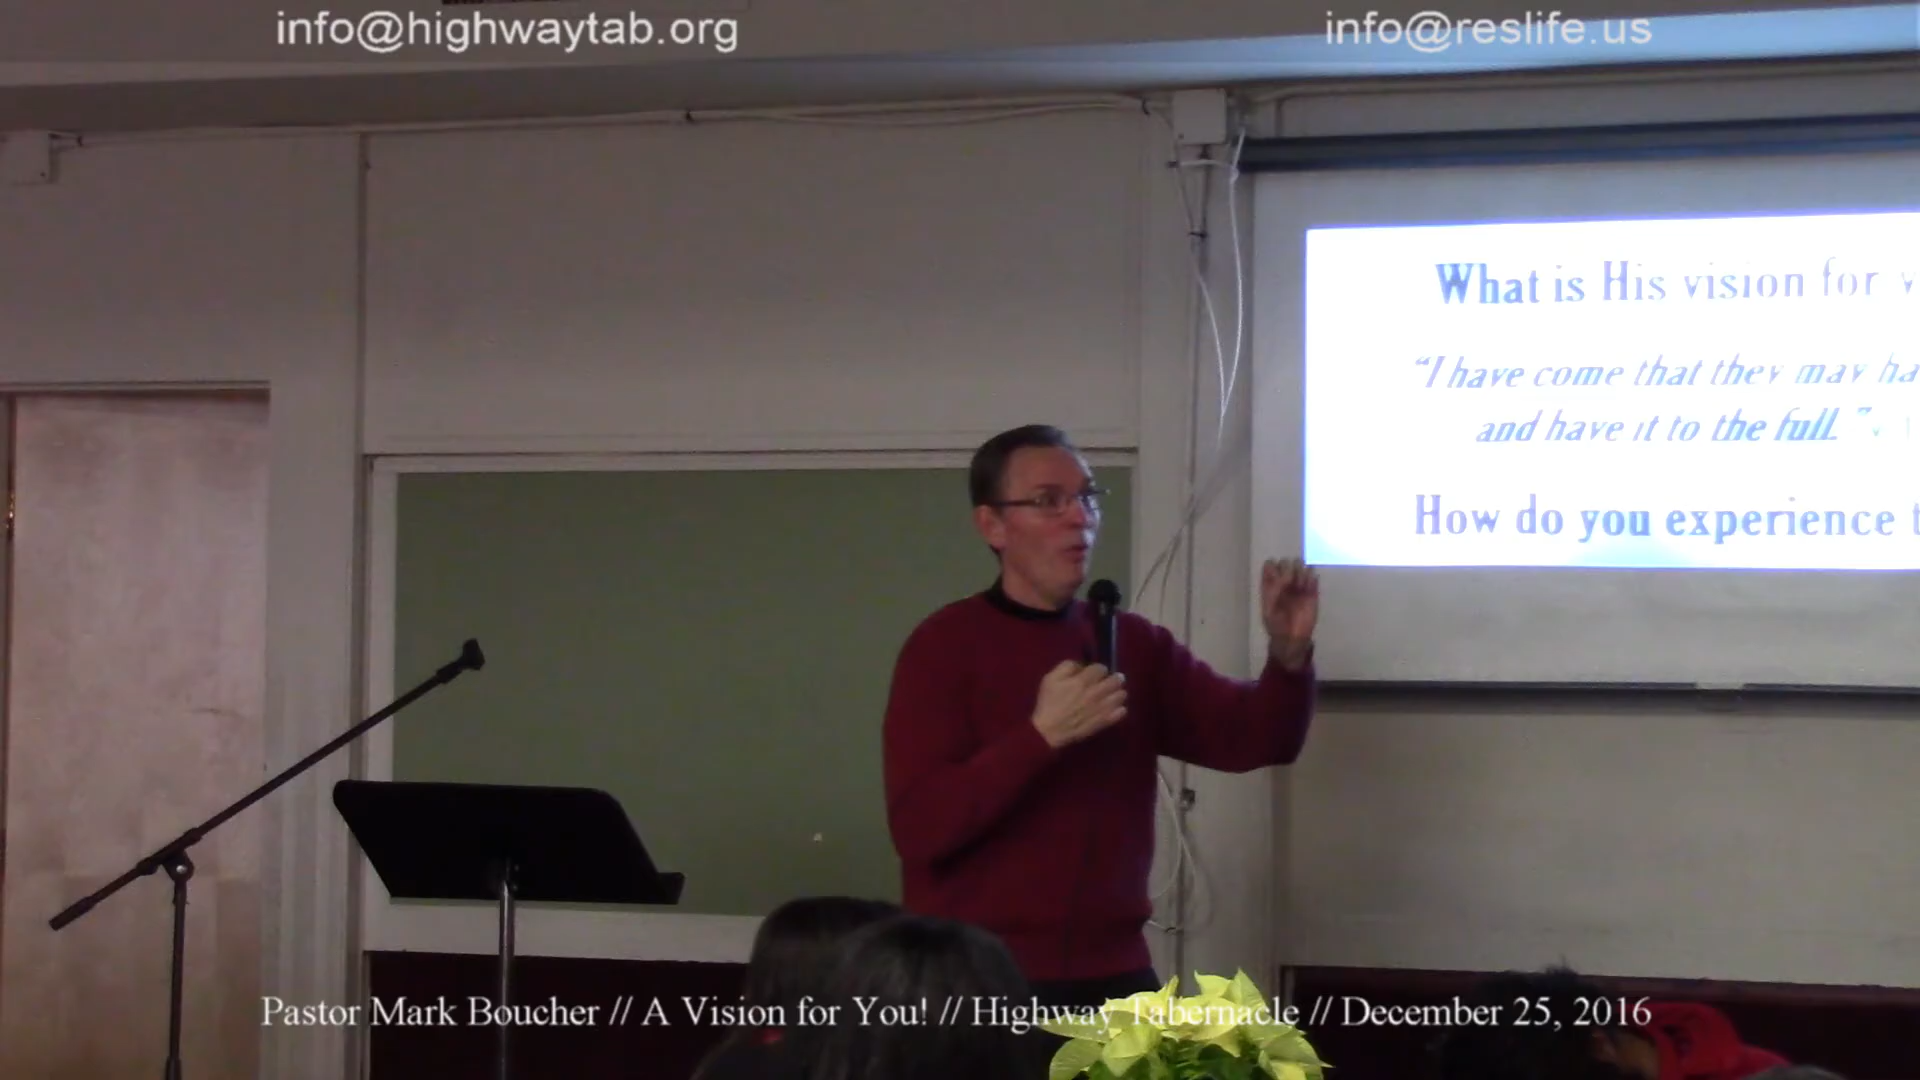 info@highwaytab.org
info@reslife.us
What is His vision for
“I have come that they may
and have it to the full.”
How do you experience
Pastor Mark Boucher // A Vision for You! // Highway Tabernacle // December 25, 2016